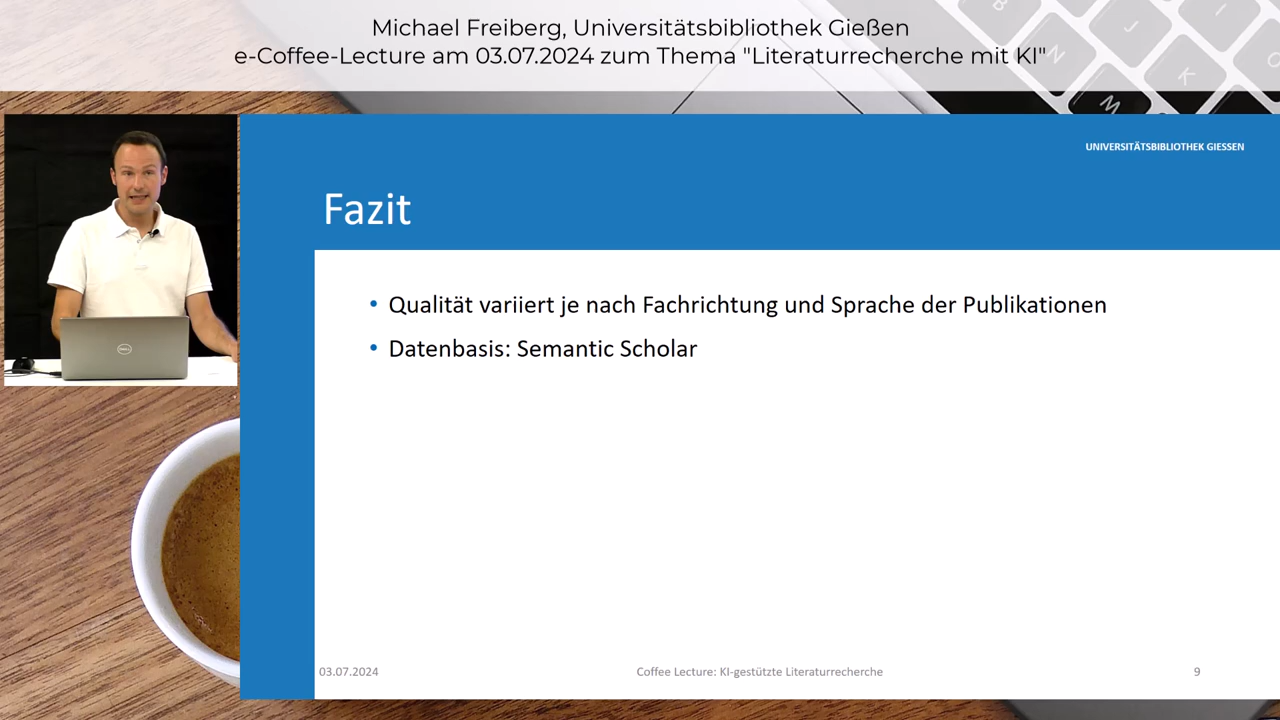 Michael Freiberg, Universitätsbibliothek Gießen
e-Coffee-Lecture am 03.07.2024 zum Thema "Literaturrecherche mit KI"
UNIVERSITÄTSBIBLIOTHEK GIESSEN
Fazit
• Qualität variiert je nach Fachrichtung und Sprache der Publikationen
• Datenbasis: Semantic Scholar
03.07.2024
Coffee Lecture: KI-gestützte Literaturrecherche
9